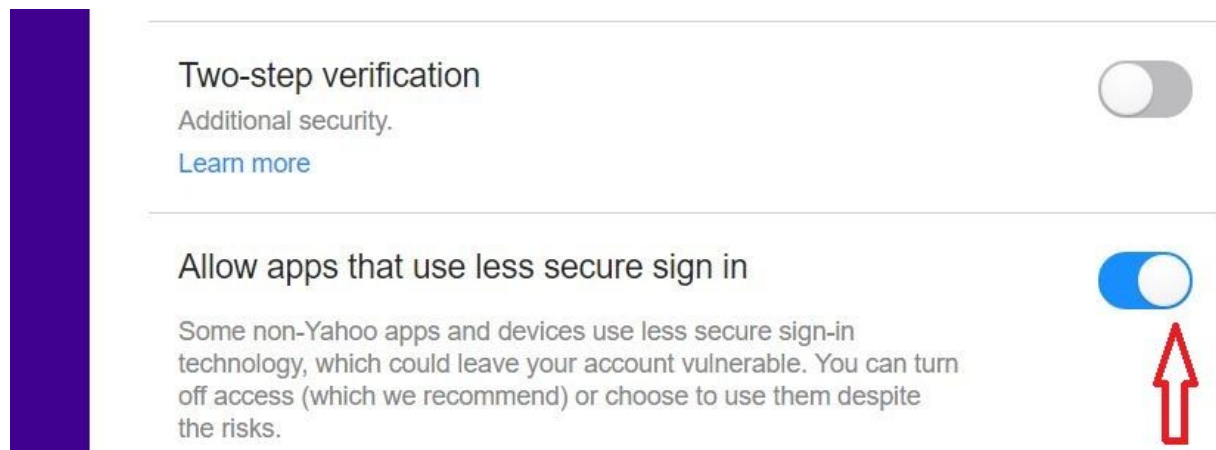 Two-step verification
Additional security.
Learn more
Allow apps that use less secure sign in
Some non-Yahoo apps and devices use less secure sign-in
technology, which could leave your account vulnerable. You can turn
off access (which we recommend) or choose to use them despite
the risks.